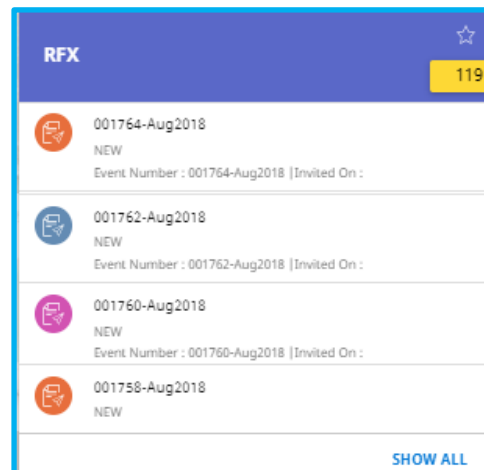 RFX
119
001764-Aug2018
NEW
Event Number : 001764-Aug2018 |Invited On :
001762-Aug2018
NEW
Event Number : 001762-Aug2018 |Invited On :
001760-Aug2018
NEW
Event Number : 001760-Aug2018 |Invited On :
001758-Aug2018
NEW
SHOW ALL